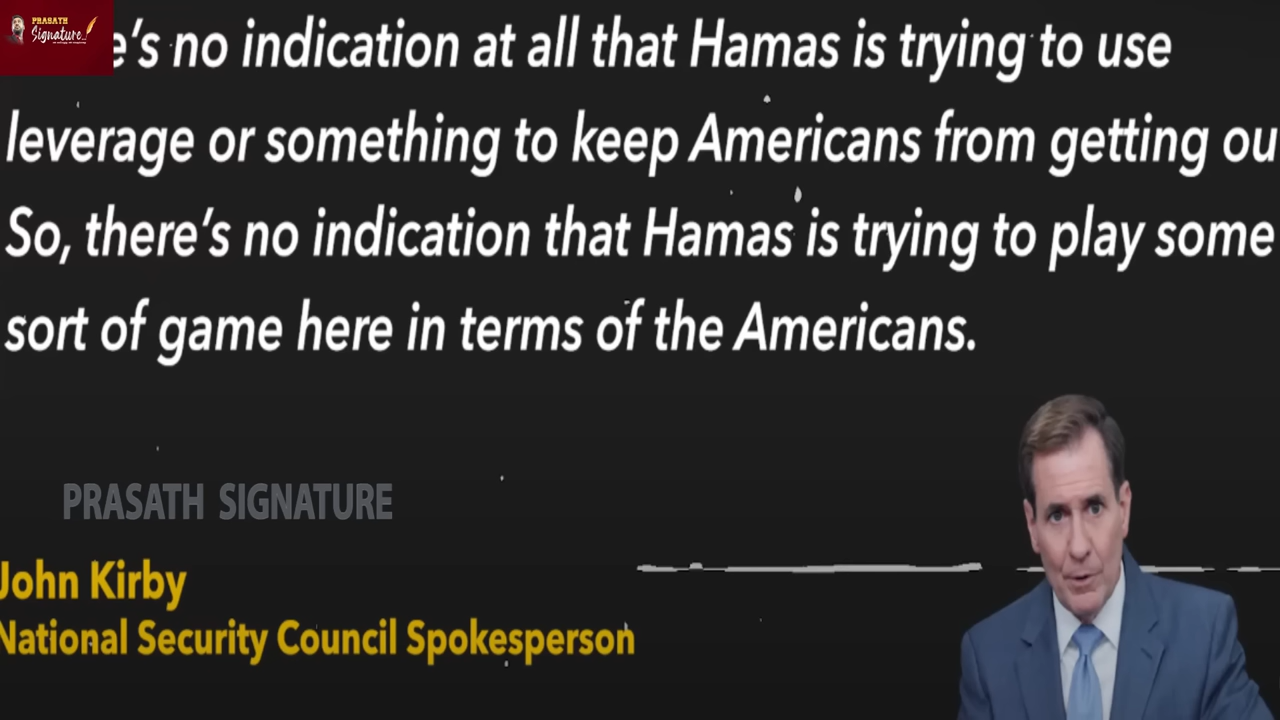 PRASATH
Signature
e's no indication at all that Hamas is trying to use
leverage or something to keep Americans from getting ou
So, there's no indication that Hamas is trying to play some
sort of game here in terms of the Americans.
PRASATH SIGNATURE
John Kirby
National Security Council Spokesperson